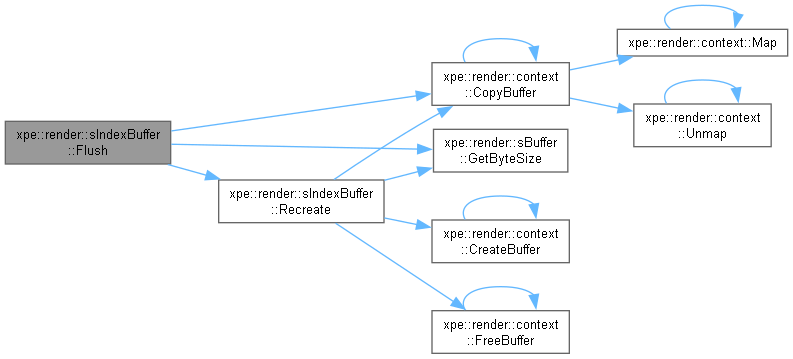 xpe::render::sIndexBuffer
::Flush
xpe::render::sIndexBuffer
::Recreate
xpe::render::context
::CopyBuffer
xpe::render::sBuffer
::GetByteSize
xpe::render::context
::CreateBuffer
xpe::render::context
::FreeBuffer
xpe::render::context::Map
xpe::render::context
::Unmap